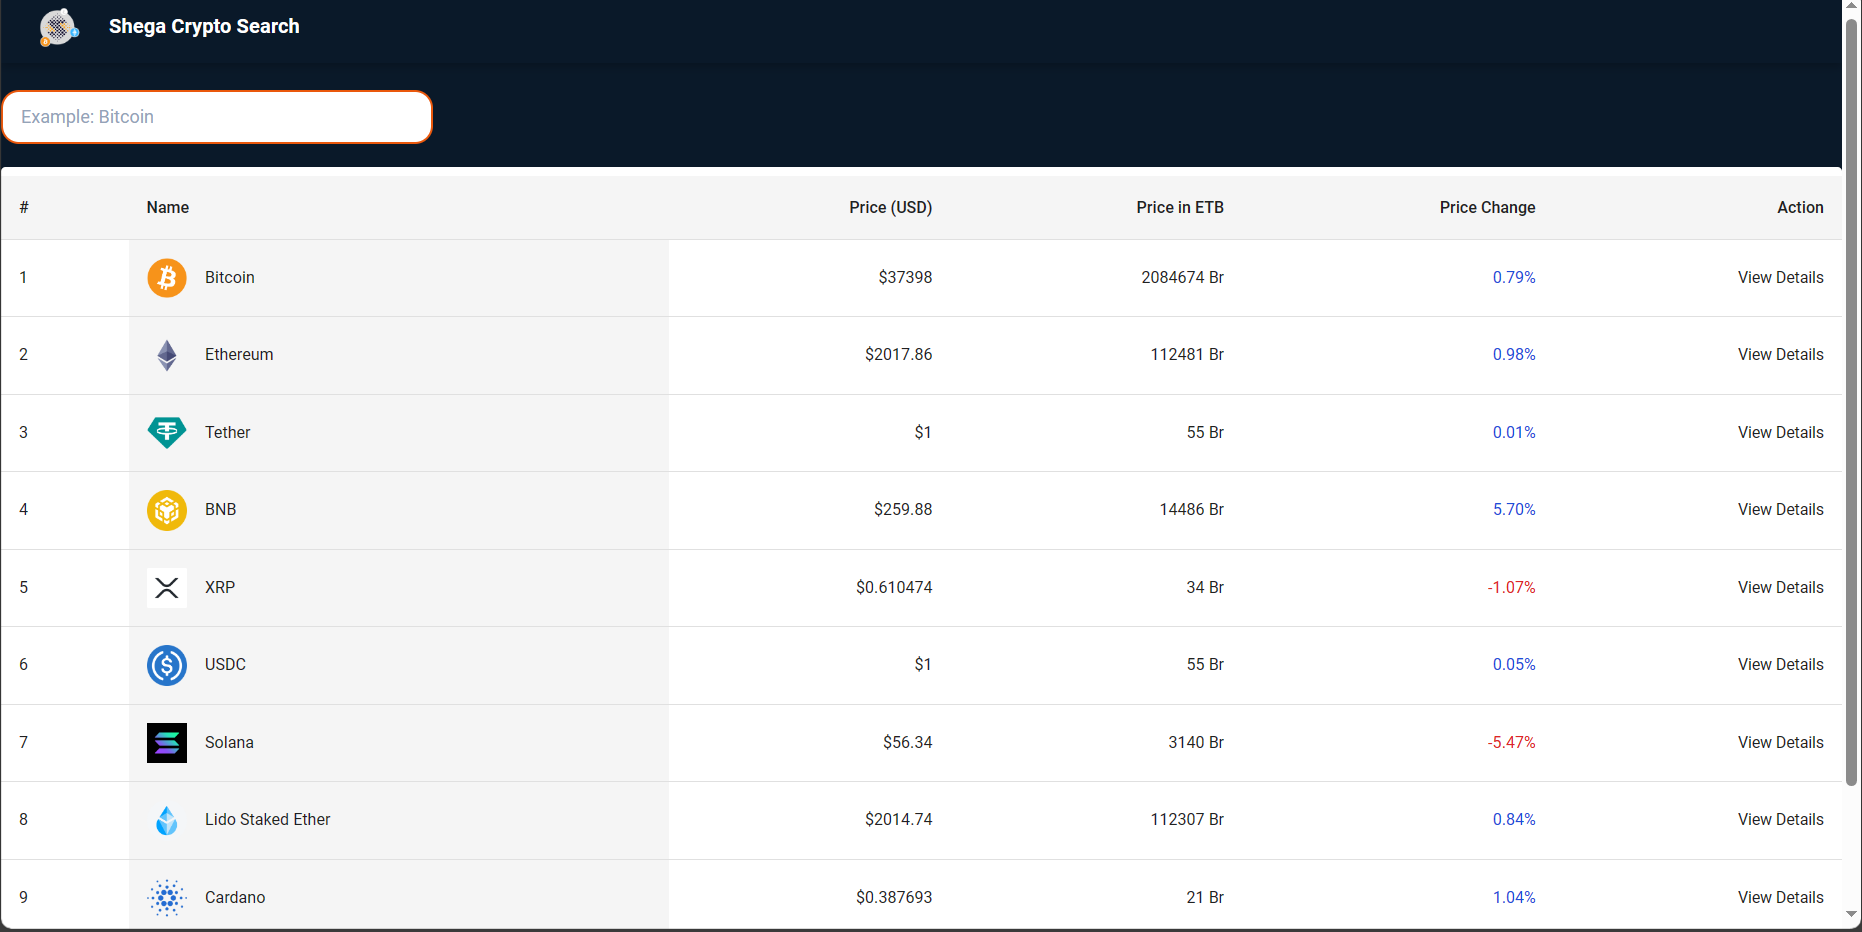 Shega Crypto Search
Example: Bitcoin
# Name Price (USD) Price in ETB Price Change Action
1 Bitcoin $37398 2084674 Br 0.79% View Details
2 Ethereum $2017.86 112481 Br 0.98% View Details
3 Tether $1 55 Br 0.01% View Details
4 BNB $259.88 14486 Br 5.70% View Details
5 XRP $0.610474 34 Br -1.07% View Details
6 USDC $1 55 Br 0.05% View Details
7 Solana $56.34 3140 Br -5.47% View Details
8 Lido Staked Ether $2014.74 112307 Br 0.84% View Details
9 Cardano $0.387693 21 Br 1.04% View Details